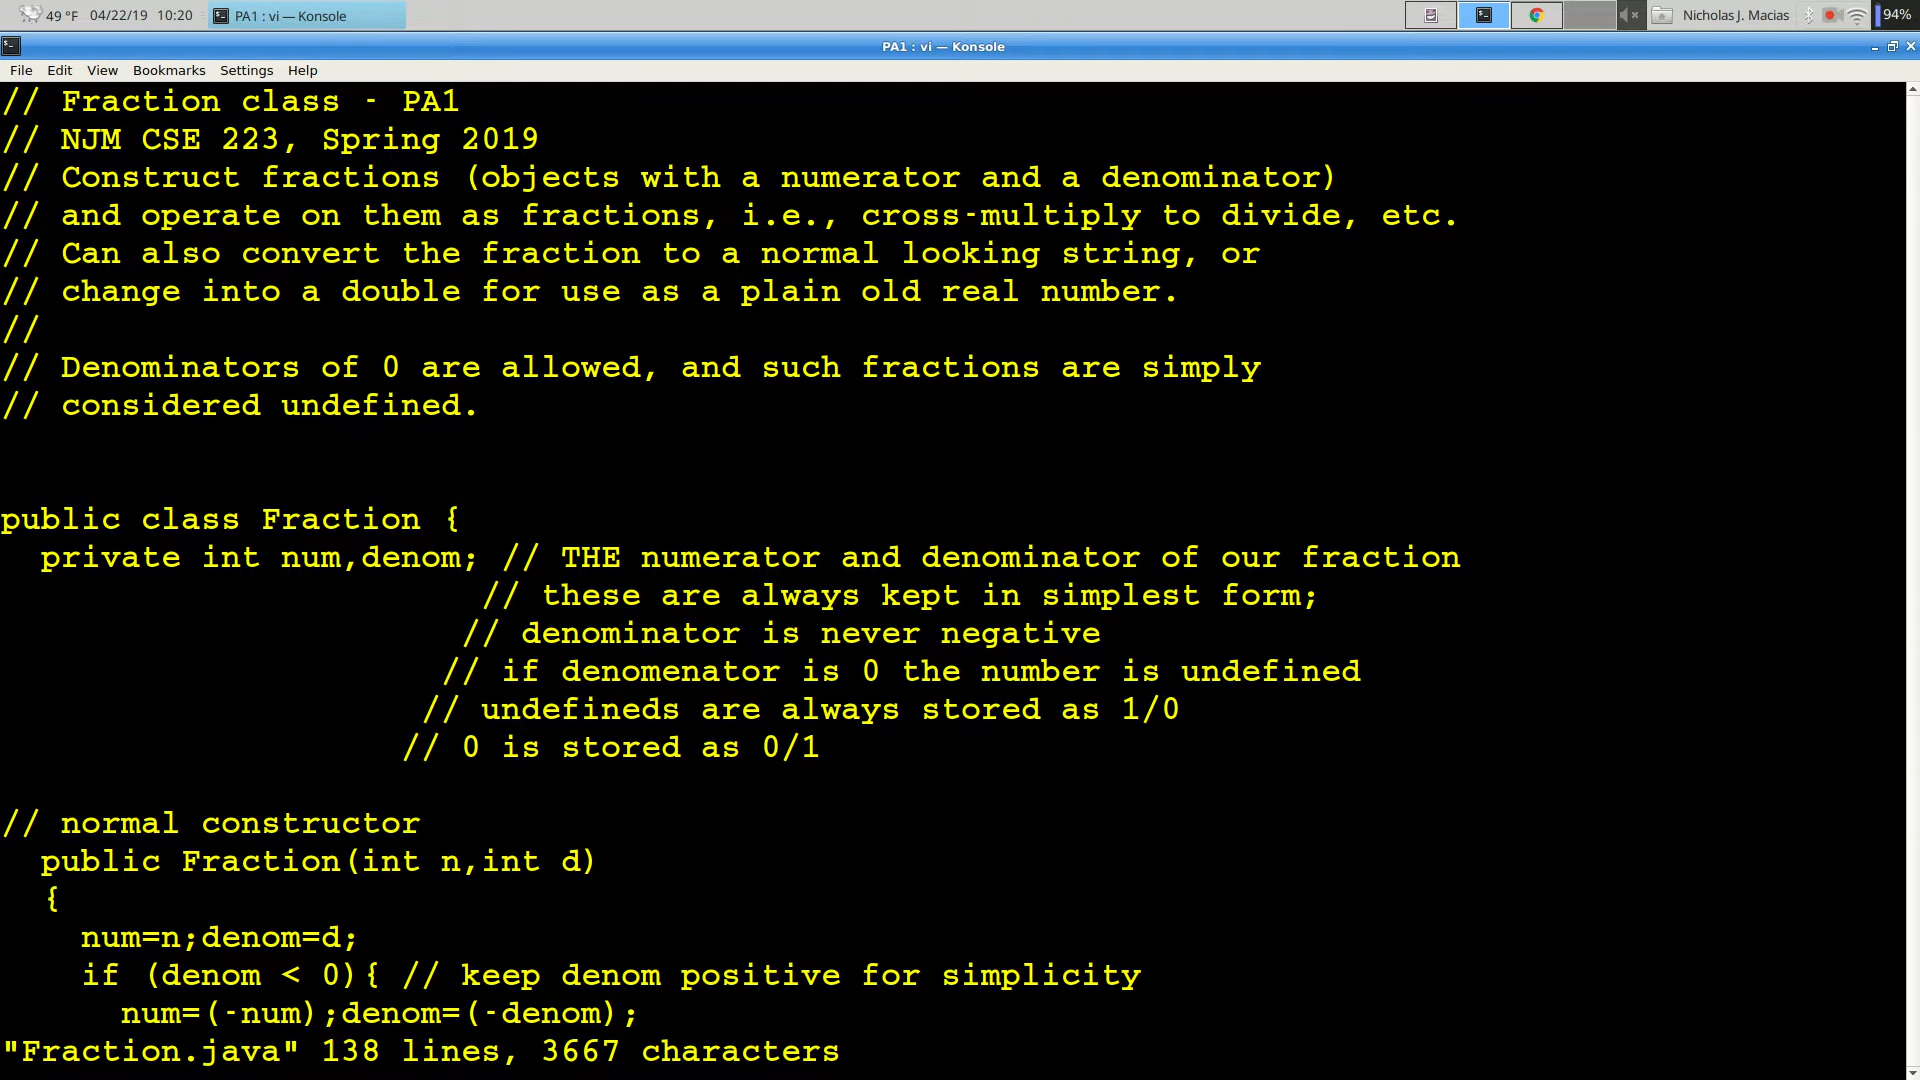 49 °F 04/22/19 10:20 PA1 : vi — Konsole Nicholas J. Macias 94%
PA1 : vi — Konsole
File Edit View Bookmarks Settings Help
// Fraction class - PA1
// NJM CSE 223, Spring 2019
// Construct fractions (objects with a numerator and a denominator)
// and operate on them as fractions, i.e., cross-multiply to divide, etc.
// Can also convert the fraction to a normal looking string, or
// change into a double for use as a plain old real number.
//
// Denominators of 0 are allowed, and such fractions are simply
// considered undefined.
public class Fraction {
  private int num,denom; // THE numerator and denominator of our fraction
                        // these are always kept in simplest form;
                       // denominator is never negative
                      // if denomenator is 0 the number is undefined
                     // undefineds are always stored as 1/0
                    // 0 is stored as 0/1
// normal constructor
  public Fraction(int n,int d)
  {
    num=n;denom=d;
    if (denom < 0){ // keep denom positive for simplicity
      num=(-num);denom=(-denom);
"Fraction.java" 138 lines, 3667 characters